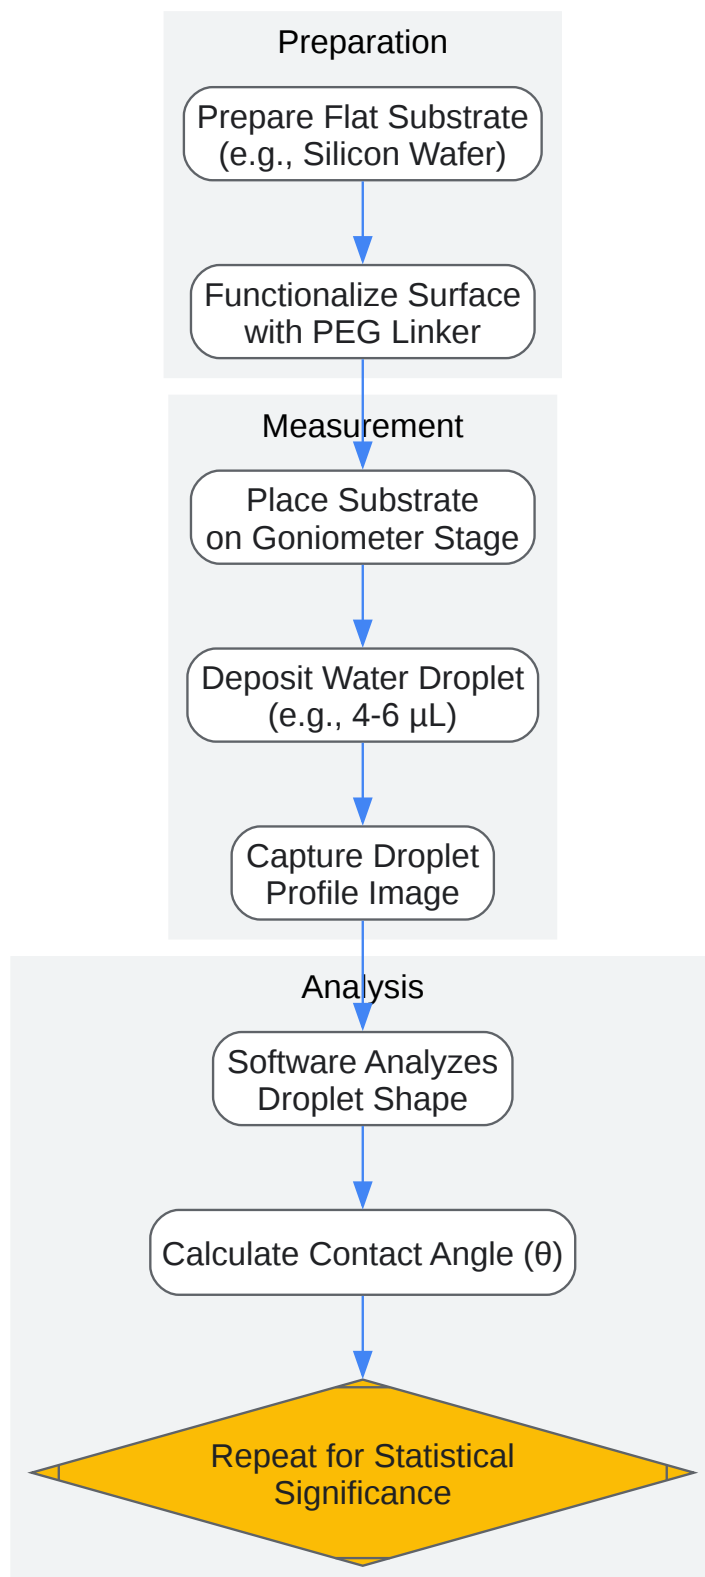 Preparation
Prepare Flat Substrate
(e.g., Silicon Wafer)
Functionalize Surface
with PEG Linker
Measurement
Place Substrate
on Goniometer Stage
Deposit Water Droplet
(e.g., 4-6 µL)
Capture Droplet
Profile Image
Analysis
Software Analyzes
Droplet Shape
Calculate Contact Angle (θ)
Repeat for Statistical
Significance